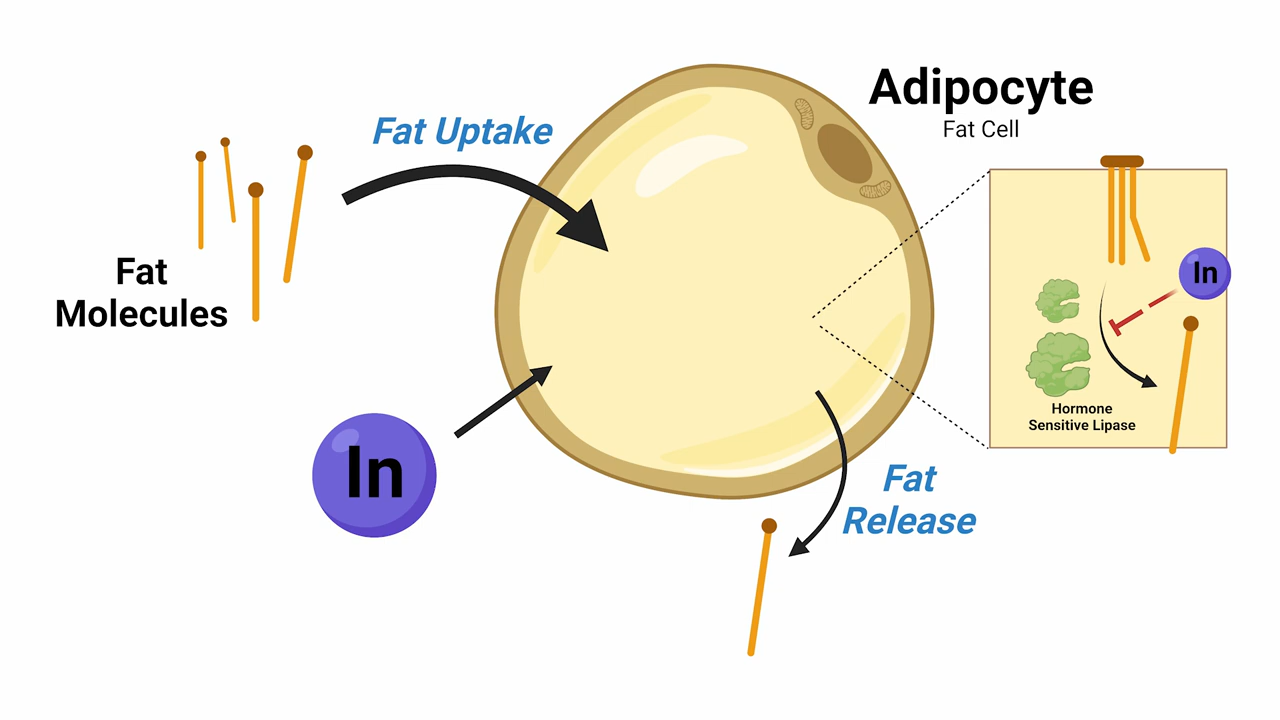 Adipocyte
Fat Cell
Fat Uptake
Fat
Molecules
In
In
Hormone
Sensitive Lipase
Fat
Release